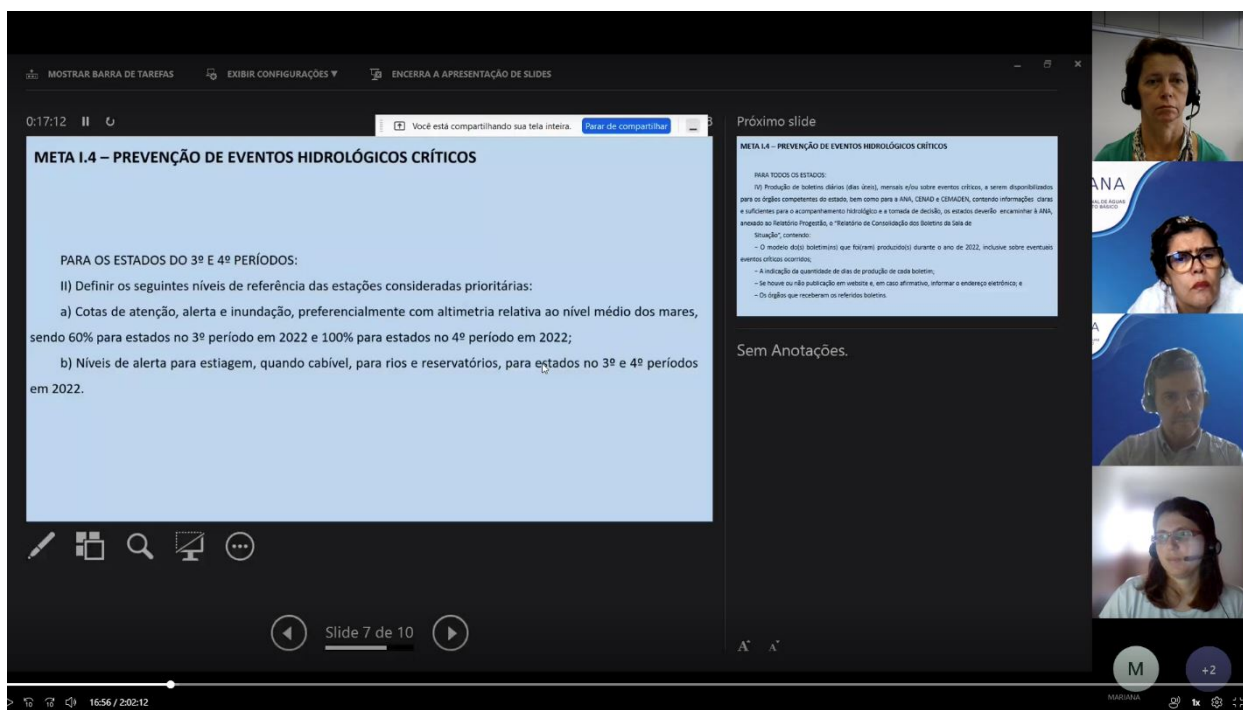 MOSTRAR BARRA DE TAREFAS
EXIBIR CONFIGURAÇÕES ▼
ENCERRA A APRESENTAÇÃO DE SLIDES
0:17:12
Você está compartilhando sua tela inteira. Parar de compartilhar
META I.4 – PREVENÇÃO DE EVENTOS HIDROLÓGICOS CRÍTICOS
PARA OS ESTADOS DO 3º E 4º PERÍODOS:
II) Definir os seguintes níveis de referência das estações consideradas prioritárias:
a) Cotas de atenção, alerta e inundação, preferencialmente com altimetria relativa ao nível médio dos mares,
sendo 60% para estados no 3º período em 2022 e 100% para estados no 4º período em 2022;
b) Níveis de alerta para estiagem, quando cabível, para rios e reservatórios, para estados no 3º e 4º períodos
em 2022.
Slide 7 de 10
Próximo slide
META I.4 – PREVENÇÃO DE EVENTOS HIDROLÓGICOS CRÍTICOS
PARA TODOS OS ESTADOS:
IV) Produção de boletins diários (dias úteis), mensais e/ou sobre eventos críticos, a serem disponibilizados
para os órgãos competentes do estado, bem como para a ANA, CENAD e CEMADEN, contendo informações claras
e suficientes para o acompanhamento hidrológico e a tomada de decisão, os estados deverão encaminhar à ANA,
anexado ao Relatório Progestão, o "Relatório de Consolidação dos Boletins da Sala de
Situação", contendo:
– O modelo do(s) boletim(ins) que foi(ram) produzido(s) durante o ano de 2022, inclusive sobre eventuais
eventos críticos ocorridos;
– A indicação da quantidade de dias de produção de cada boletim;
– Se houve ou não publicação em website e, em caso afirmativo, informar o endereço eletrônico; e
– Os órgãos que receberam os referidos boletins.
Sem Anotações.
A A
ANA
M
+2
MARIANA
10 10 16:56 / 2:02:12
1x